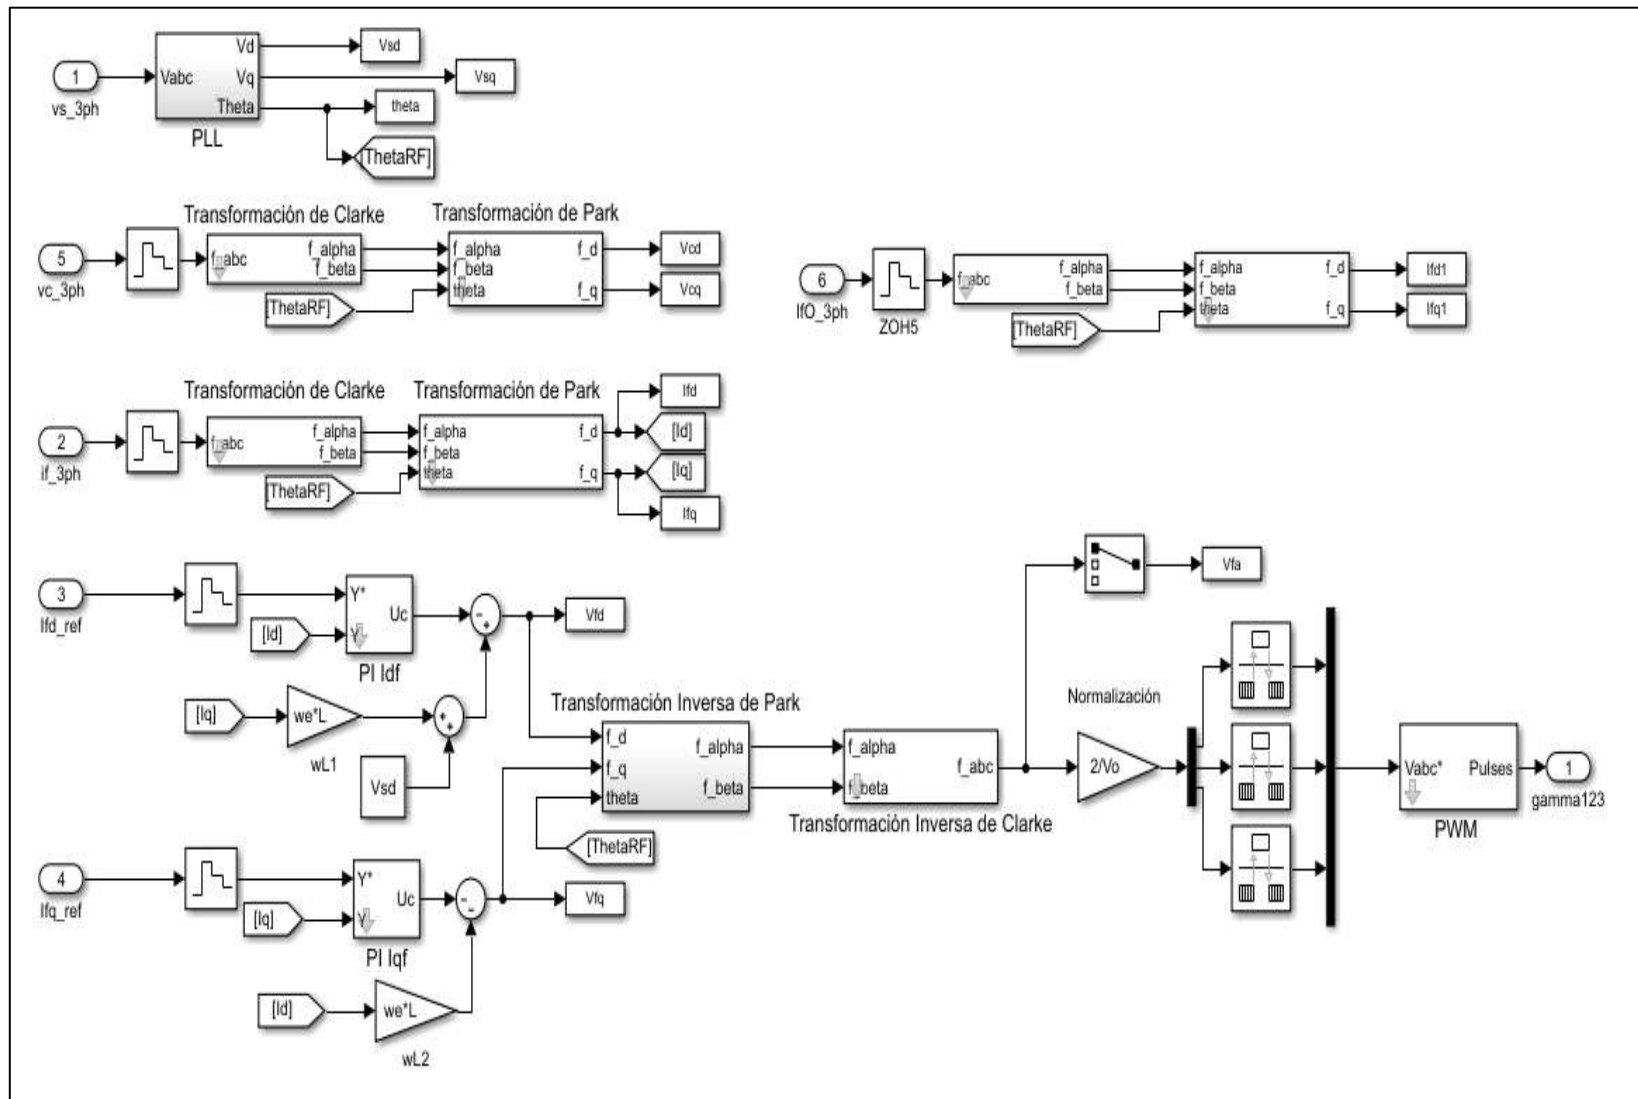 1
vs_3ph
Vabc
Vd
Vq
Theta
PLL
Vsd
Vsq
theta
[ThetaRF]
Transformación de Clarke
Transformación de Park
5
vc_3ph
f_abc
f_alpha
f_beta
f_alpha
f_beta
theta
f_d
f_q
[ThetaRF]
Vcd
Vcq
6
IfO_3ph
ZOH5
f_abc
f_alpha
f_beta
[ThetaRF]
f_alpha
f_beta
theta
f_d
f_q
Ifd1
Ifq1
Transformación de Clarke
Transformación de Park
2
if_3ph
f_abc
f_alpha
f_beta
[ThetaRF]
f_alpha
f_beta
theta
f_d
f_q
Ifd
[Id]
[Iq]
Ifq
3
Ifd_ref
[Id]
Y*
Y
Uc
PI Idf
Vfd
[Iq]
we*L
wL1
Vsd
Transformación Inversa de Park
f_d
f_q
theta
f_alpha
f_beta
[ThetaRF]
f_alpha
f_beta
f_abc
Transformación Inversa de Clarke
Vfa
Normalización
2/Vo
Vabc*
Pulses
PWM
1
gamma123
4
Ifq_ref
[Iq]
Y*
Y
Uc
PI Iqf
Vfq
[Id]
we*L
wL2